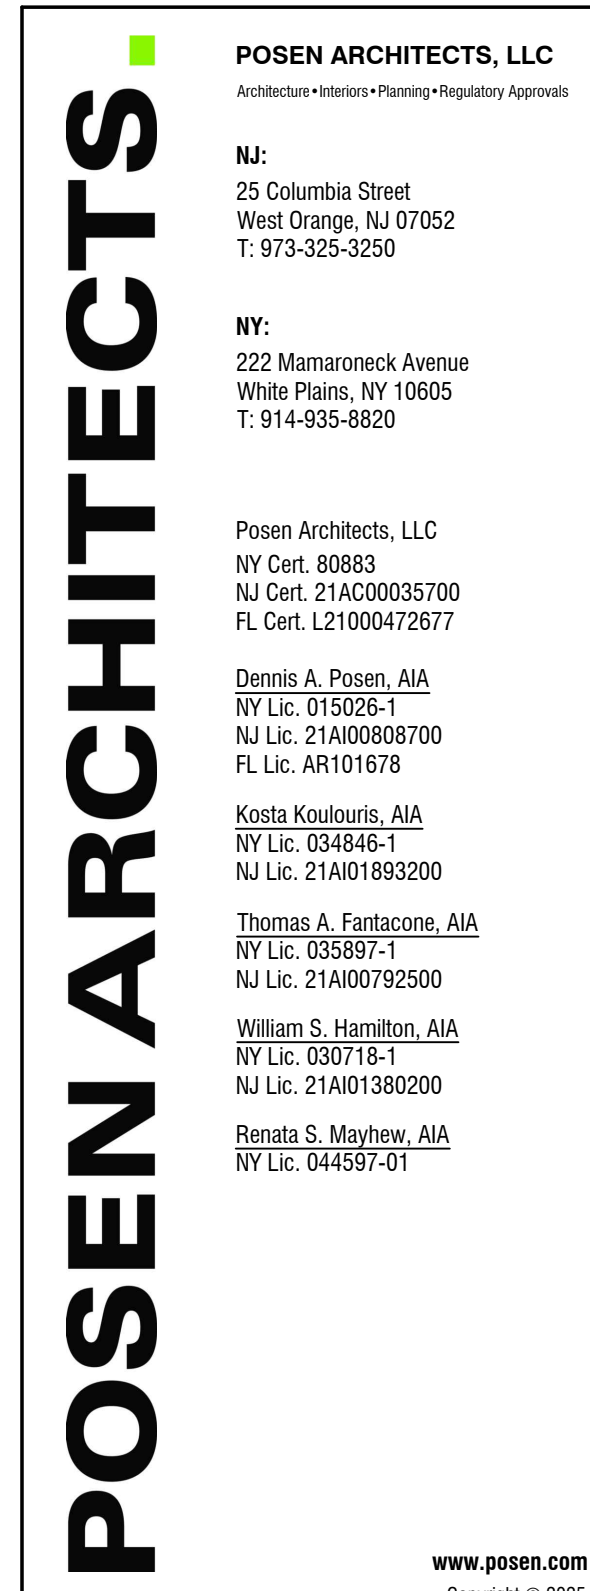 POSEN ARCHITECTS.
POSEN ARCHITECTS, LLC
Architecture•Interiors•Planning•Regulatory Approvals
NJ:
25 Columbia Street
West Orange, NJ 07052
T: 973-325-3250
NY:
222 Mamaroneck Avenue
White Plains, NY 10605
T: 914-935-8820
Posen Architects, LLC
NY Cert. 80883
NJ Cert. 21AC00035700
FL Cert. L21000472677
Dennis A. Posen, AIA
NY Lic. 015026-1
NJ Lic. 21AI00808700
FL Lic. AR101678
Kosta Koulouris, AIA
NY Lic. 034846-1
NJ Lic. 21AI01893200
Thomas A. Fantacone, AIA
NY Lic. 035897-1
NJ Lic. 21AI00792500
William S. Hamilton, AIA
NY Lic. 030718-1
NJ Lic. 21AI01380200
Renata S. Mayhew, AIA
NY Lic. 044597-01
www.posen.com
Copyright ©